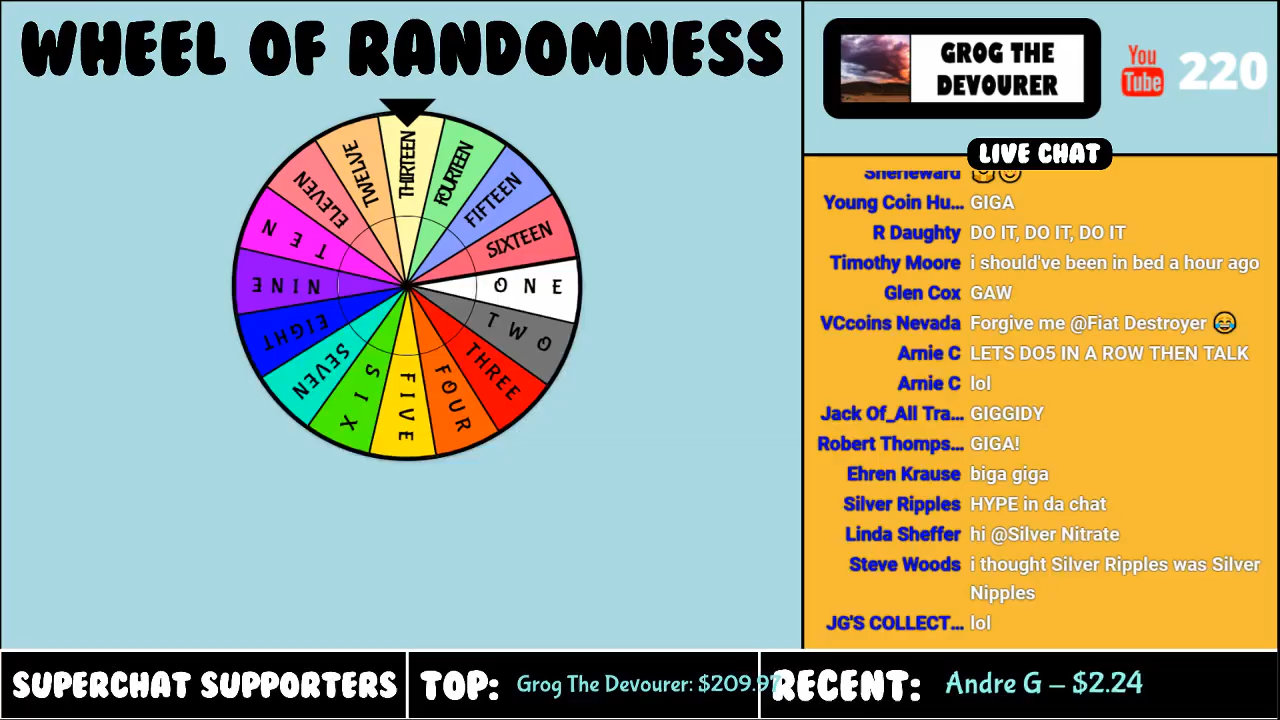 WHEEL OF RANDOMNESS
GROG THE
DEVOURER
You
Tube
220
LIVE CHAT
THIRTEEN
FOURTEEN
FIFTEEN
SIXTEEN
ONE
TWO
THREE
FOUR
FIVE
SIX
SEVEN
EIGHT
NINE
TEN
ELEVEN
TWELVE
Sherleward
Young Coin Hu... GIGA
R Daughty DO IT, DO IT, DO IT
Timothy Moore i should've been in bed a hour ago
Glen Cox GAW
VCcoins Nevada Forgive me @Fiat Destroyer 😂
Arnie C LETS DO5 IN A ROW THEN TALK
Arnie C lol
Jack Of_All Tra... GIGGIDY
Robert Thomps... GIGA!
Ehren Krause biga giga
Silver Ripples HYPE in da chat
Linda Sheffer hi @Silver Nitrate
Steve Woods i thought Silver Ripples was Silver
Nipples
JG'S COLLECT... lol
SUPERCHAT SUPPORTERS
TOP: Grog The Devourer: $209.97
RECENT: Andre G – $2.24